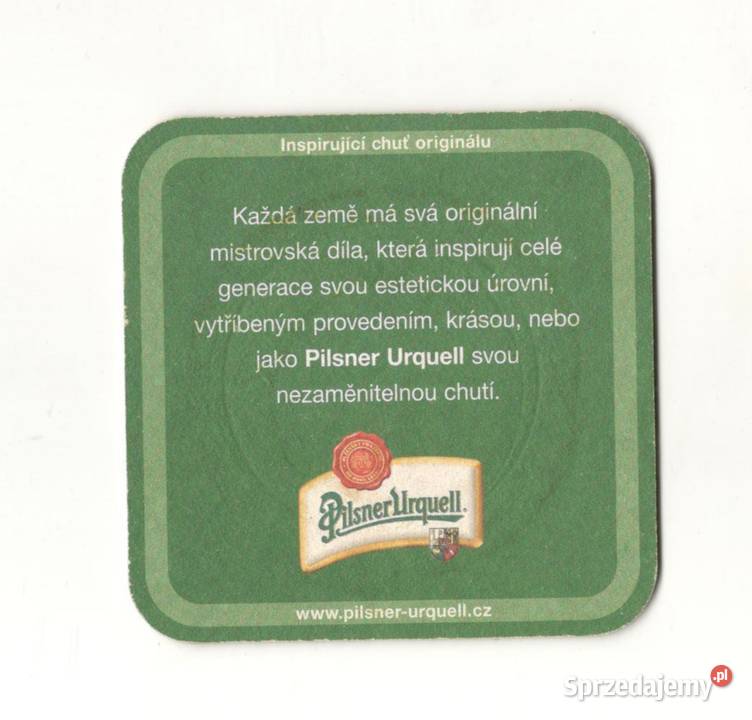 Inspirující chuť originálu
Každá země má svá originální
mistrovská díla, která inspirují celé
generace svou estetickou úrovní,
vytříbeným provedením, krásou, nebo
jako Pilsner Urquell svou
nezaměnitelnou chutí.
Pilsner Urquell
www.pilsner-urquell.cz
Sprzedajemy.pl